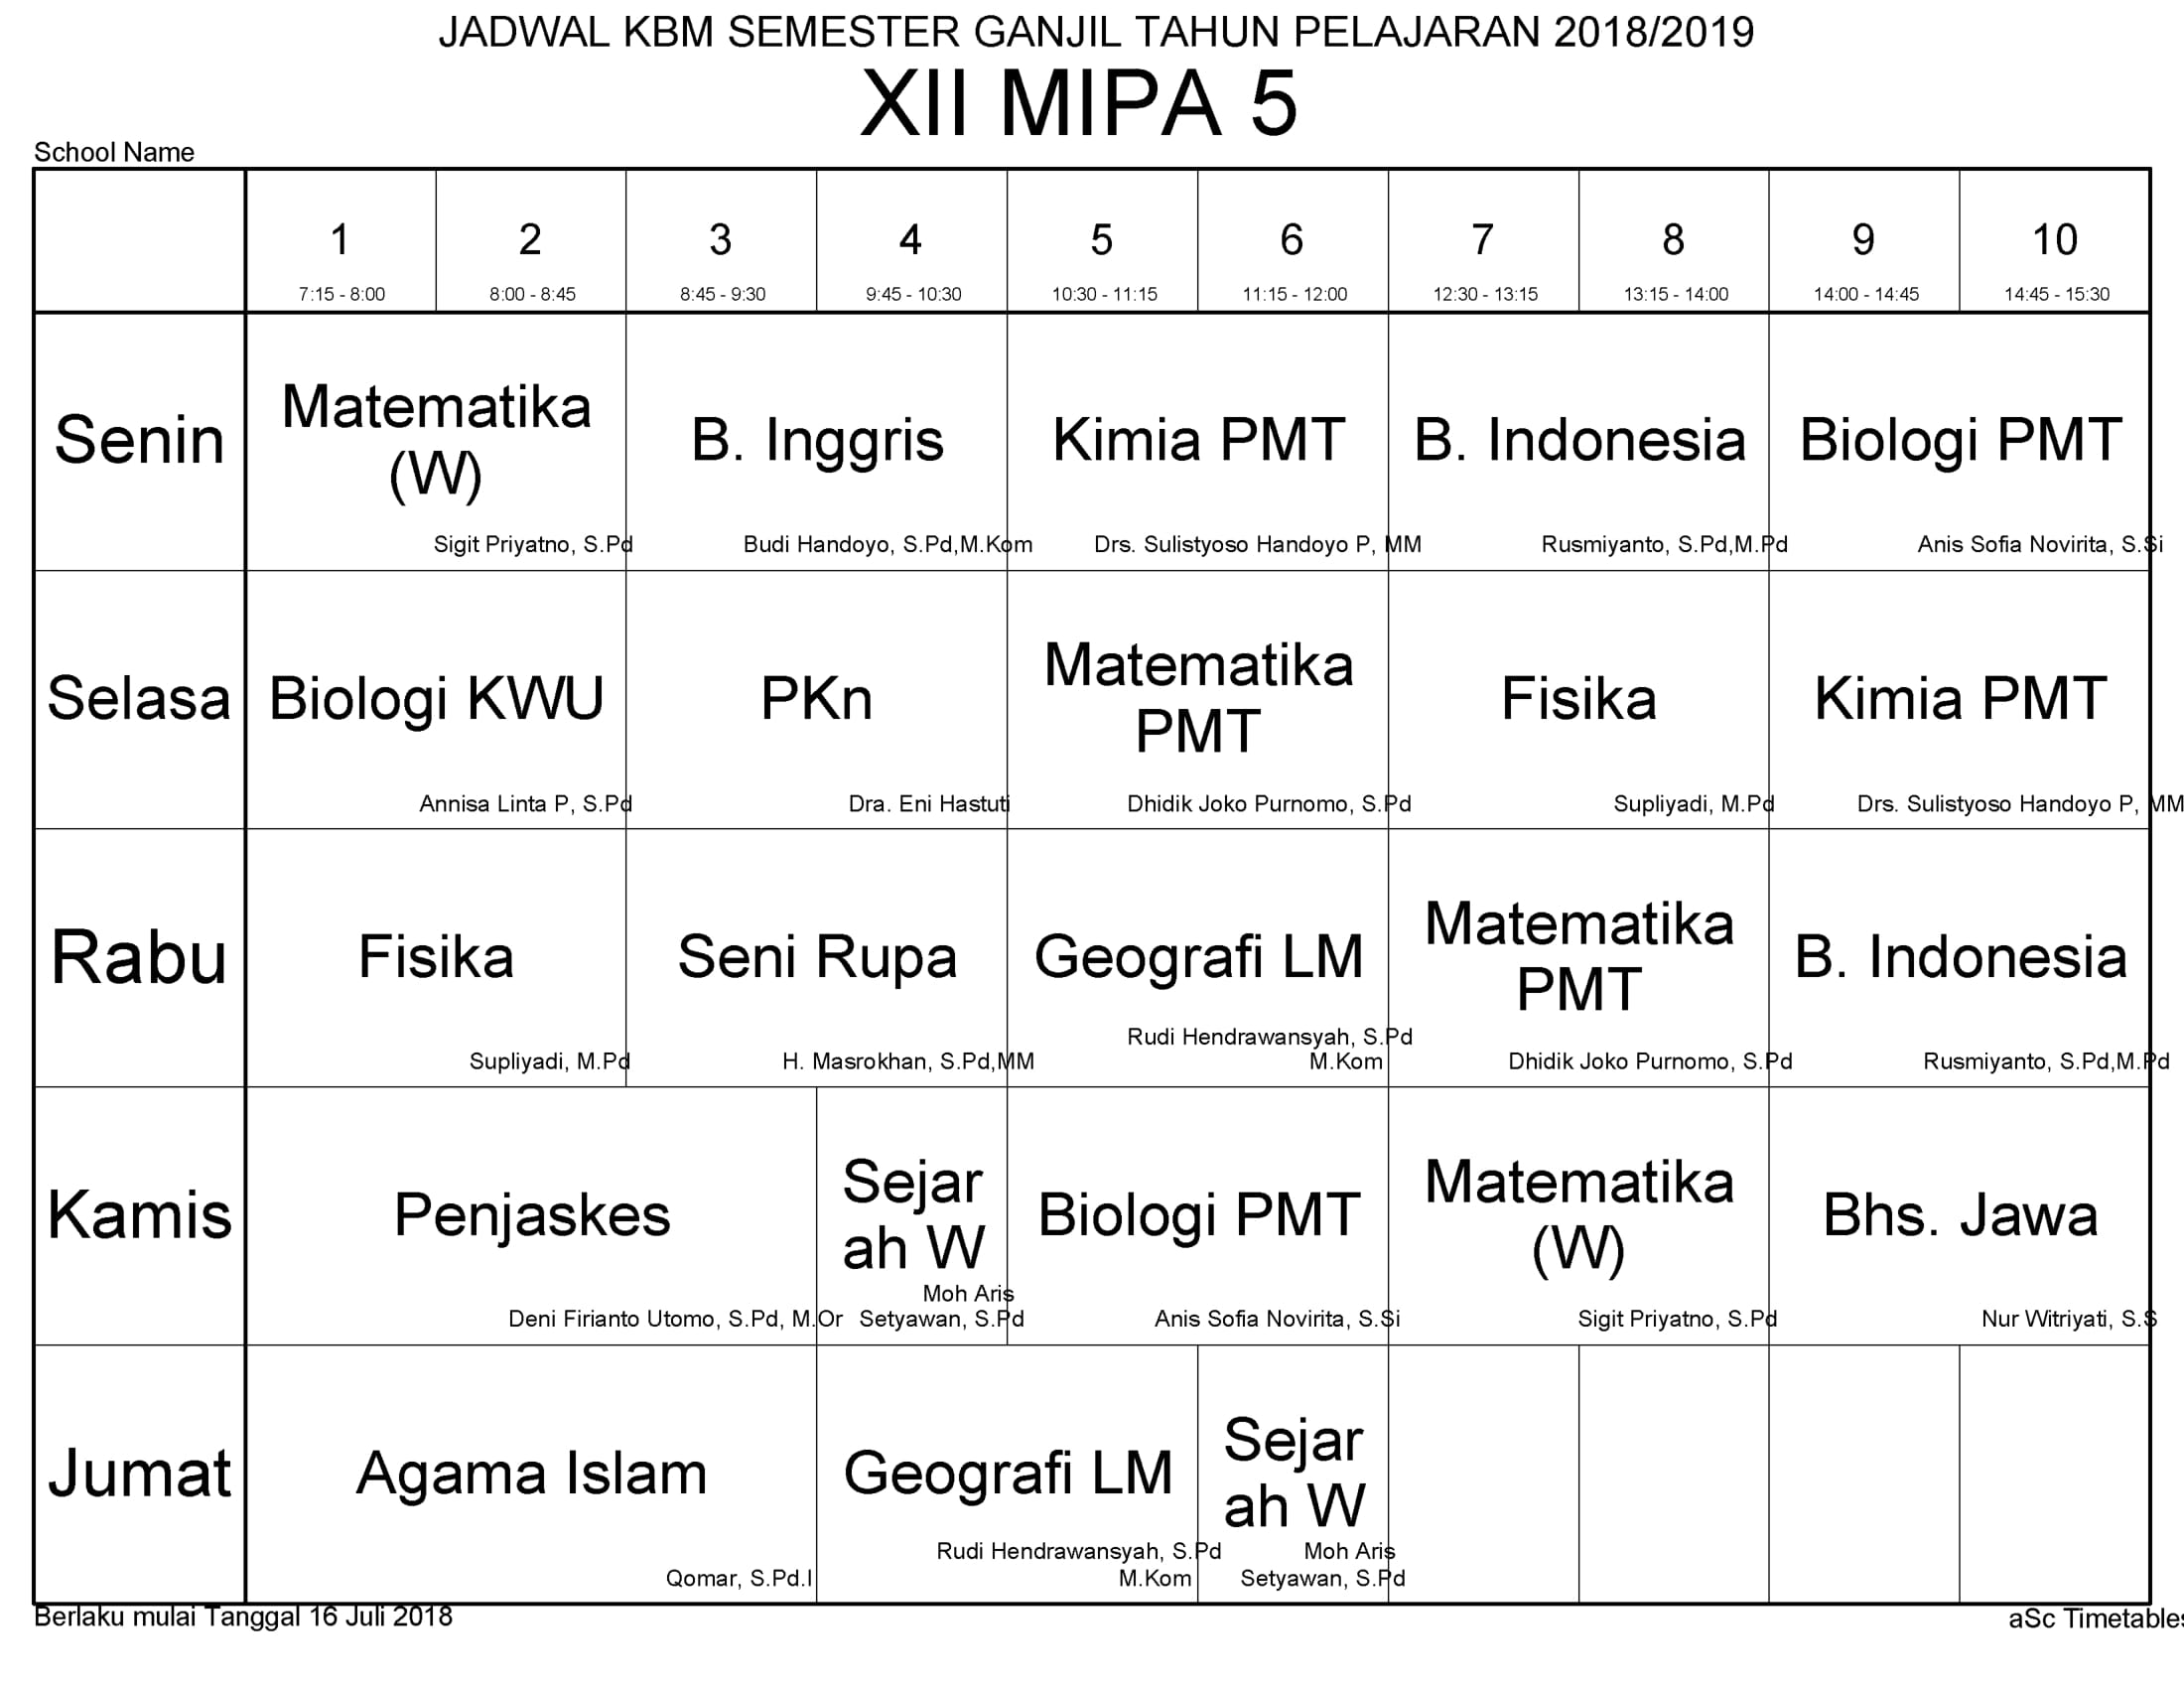 JADWAL KBM SEMESTER GANJIL TAHUN PELAJARAN 2018/2019
XII MIPA 5
School Name
1 2 3 4 5 6 7 8 9 10
7:15 - 8:00 8:00 - 8:45 8:45 - 9:30 9:45 - 10:30 10:30 - 11:15 11:15 - 12:00 12:30 - 13:15 13:15 - 14:00 14:00 - 14:45 14:45 - 15:30
Senin
Matematika
(W)
Sigit Priyatno, S.Pd
B. Inggris
Budi Handoyo, S.Pd,M.Kom
Kimia PMT
Drs. Sulistyoso Handoyo P, MM
B. Indonesia
Rusmiyanto, S.Pd,M.Pd
Biologi PMT
Anis Sofia Novirita, S.Si
Selasa
Biologi KWU
Annisa Linta P, S.Pd
PKn
Dra. Eni Hastuti
Matematika
PMT
Dhidik Joko Purnomo, S.Pd
Fisika
Supliyadi, M.Pd
Kimia PMT
Drs. Sulistyoso Handoyo P, MM
Rabu
Fisika
Supliyadi, M.Pd
Seni Rupa
H. Masrokhan, S.Pd,MM
Geografi LM
Rudi Hendrawansyah, S.Pd
M.Kom
Matematika
PMT
Dhidik Joko Purnomo, S.Pd
B. Indonesia
Rusmiyanto, S.Pd,M.Pd
Kamis
Penjaskes
Deni Firianto Utomo, S.Pd, M.Or
Sejar
ah W
Moh Aris
Setyawan, S.Pd
Biologi PMT
Anis Sofia Novirita, S.Si
Matematika
(W)
Sigit Priyatno, S.Pd
Bhs. Jawa
Nur Witriyati, S.S
Jumat
Agama Islam
Qomar, S.Pd.I
Geografi LM
Rudi Hendrawansyah, S.Pd
M.Kom
Sejar
ah W
Moh Aris
Setyawan, S.Pd
Berlaku mulai Tanggal 16 Juli 2018
aSc Timetables